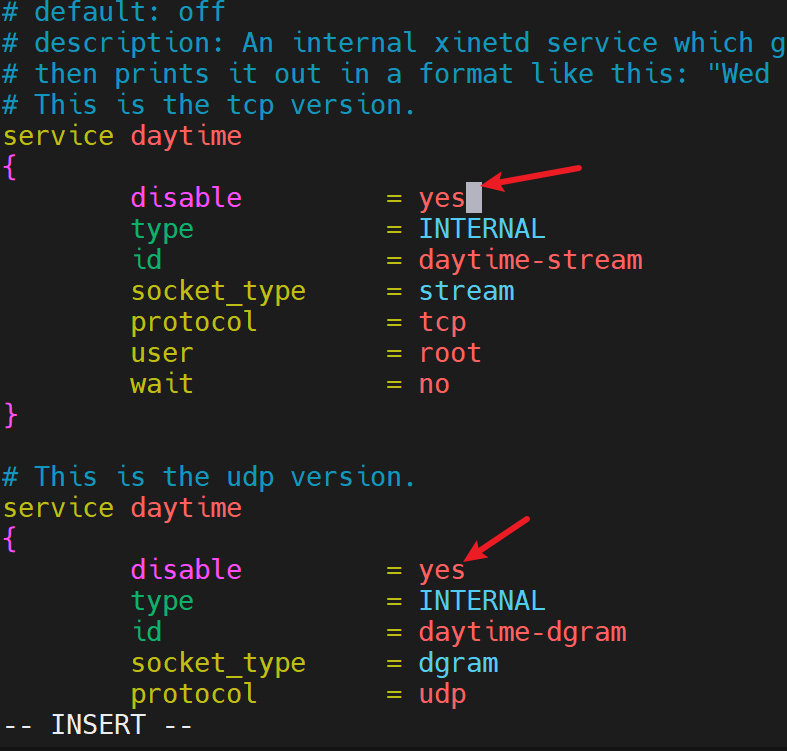 # default: off
# description: An internal xinetd service which g
# then prints it out in a format like this: "Wed
# This is the tcp version.
service daytime
{
disable = yes
type = INTERNAL
id = daytime-stream
socket_type = stream
protocol = tcp
user = root
wait = no
}
# This is the udp version.
service daytime
{
disable = yes
type = INTERNAL
id = daytime-dgram
socket_type = dgram
protocol = udp
-- INSERT --